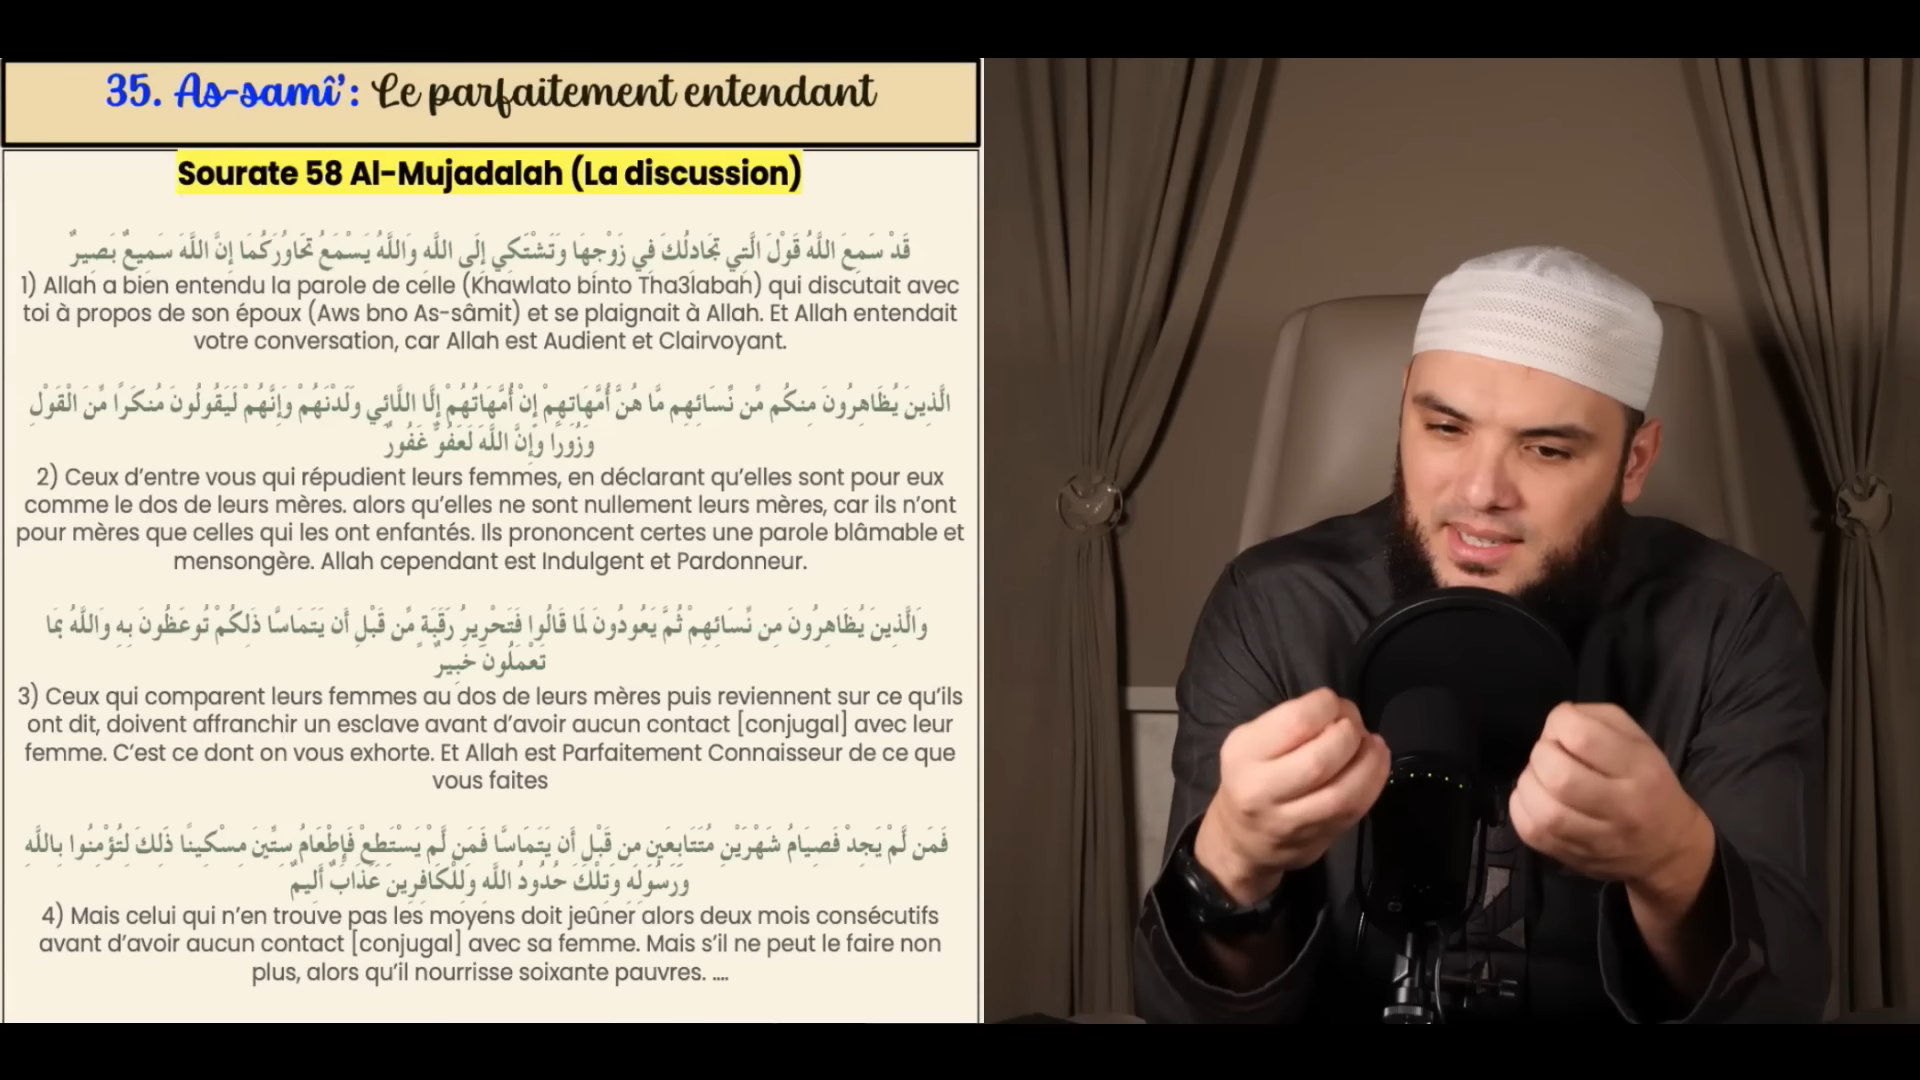 35. As-samî’: Le parfaitement entendant
Sourate 58 Al-Mujadalah (La discussion)
قَدْ سَمِعَ اللَّهُ قَوْلَ الَّتِي تُجَادِلُكَ فِي زَوْجِهَا وَتَشْتَكِي إِلَى اللَّهِ وَاللَّهُ يَسْمَعُ تَحَاوُرَكُمَا إِنَّ اللَّهَ سَمِيعٌ بَصِيرٌ
1) Allah a bien entendu la parole de celle (Khawlato binto Tha3labah) qui discutait avec
toi à propos de son époux (Aws bno As-sâmit) et se plaignait à Allah. Et Allah entendait
votre conversation, car Allah est Audient et Clairvoyant.
الَّذِينَ يُظَاهِرُونَ مِنكُم مِّن نِّسَائِهِم مَّا هُنَّ أُمَّهَاتِهِمْ إِنْ أُمَّهَاتُهُمْ إِلَّا اللَّائِي وَلَدْنَهُمْ وَإِنَّهُمْ لَيَقُولُونَ مُنكَرًا مِّنَ الْقَوْلِ
وَزُورًا وَإِنَّ اللَّهَ لَعَفُوٌّ غَفُورٌ
2) Ceux d’entre vous qui répudient leurs femmes, en déclarant qu’elles sont pour eux
comme le dos de leurs mères. alors qu’elles ne sont nullement leurs mères, car ils n’ont
pour mères que celles qui les ont enfantés. Ils prononcent certes une parole blâmable et
mensongère. Allah cependant est Indulgent et Pardonneur.
وَالَّذِينَ يُظَاهِرُونَ مِن نِّسَائِهِمْ ثُمَّ يَعُودُونَ لِمَا قَالُوا فَتَحْرِيرُ رَقَبَةٍ مِّن قَبْلِ أَن يَتَمَاسَّا ذَلِكُمْ تُوعَظُونَ بِهِ وَاللَّهُ بِمَا
تَعْمَلُونَ خَبِيرٌ
3) Ceux qui comparent leurs femmes au dos de leurs mères puis reviennent sur ce qu’ils
ont dit, doivent affranchir un esclave avant d’avoir aucun contact [conjugal] avec leur
femme. C’est ce dont on vous exhorte. Et Allah est Parfaitement Connaisseur de ce que
vous faites
فَمَن لَّمْ يَجِدْ فَصِيَامُ شَهْرَيْنِ مُتَتَابِعَيْنِ مِن قَبْلِ أَن يَتَمَاسَّا فَمَن لَّمْ يَسْتَطِعْ فَإِطْعَامُ سِتِّينَ مِسْكِينًا ذَلِكَ لِتُؤْمِنُوا بِاللَّهِ
وَرَسُولِهِ وَتِلْكَ حُدُودُ اللَّهِ وَلِلْكَافِرِينَ عَذَابٌ أَلِيمٌ
4) Mais celui qui n’en trouve pas les moyens doit jeûner alors deux mois consécutifs
avant d’avoir aucun contact [conjugal] avec sa femme. Mais s’il ne peut le faire non
plus, alors qu’il nourrisse soixante pauvres. ....